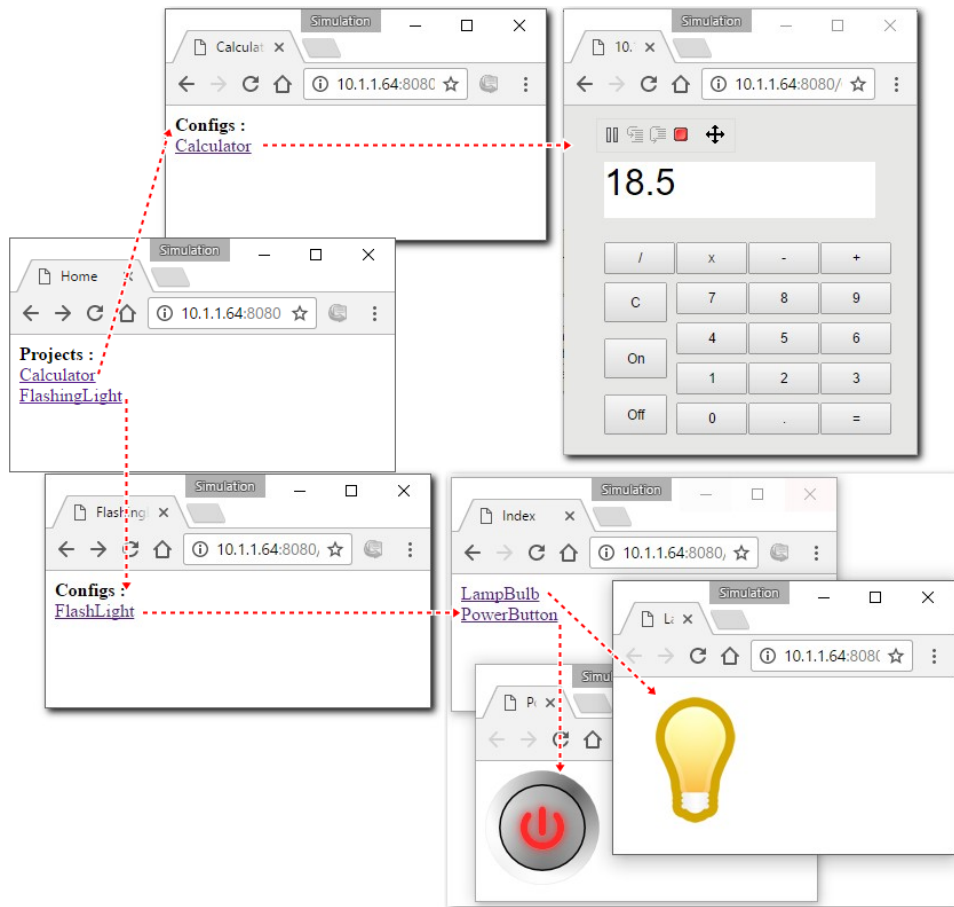 Simulation
Calculat
10.1.1.64:8080
Configs :
Calculator
Simulation
10.
10.1.1.64:8080/
18.5
/
x
-
+
C
7
8
9
On
4
5
6
1
2
3
Off
0
.
=
Simulation
Home
10.1.1.64:8080
Projects :
Calculator
FlashingLight
Simulation
Flashing
10.1.1.64:8080/
Configs :
FlashLight
Simulation
Index
10.1.1.64:8080/
LampBulb
PowerButton
Simulation
La
10.1.1.64:808
Simu
P